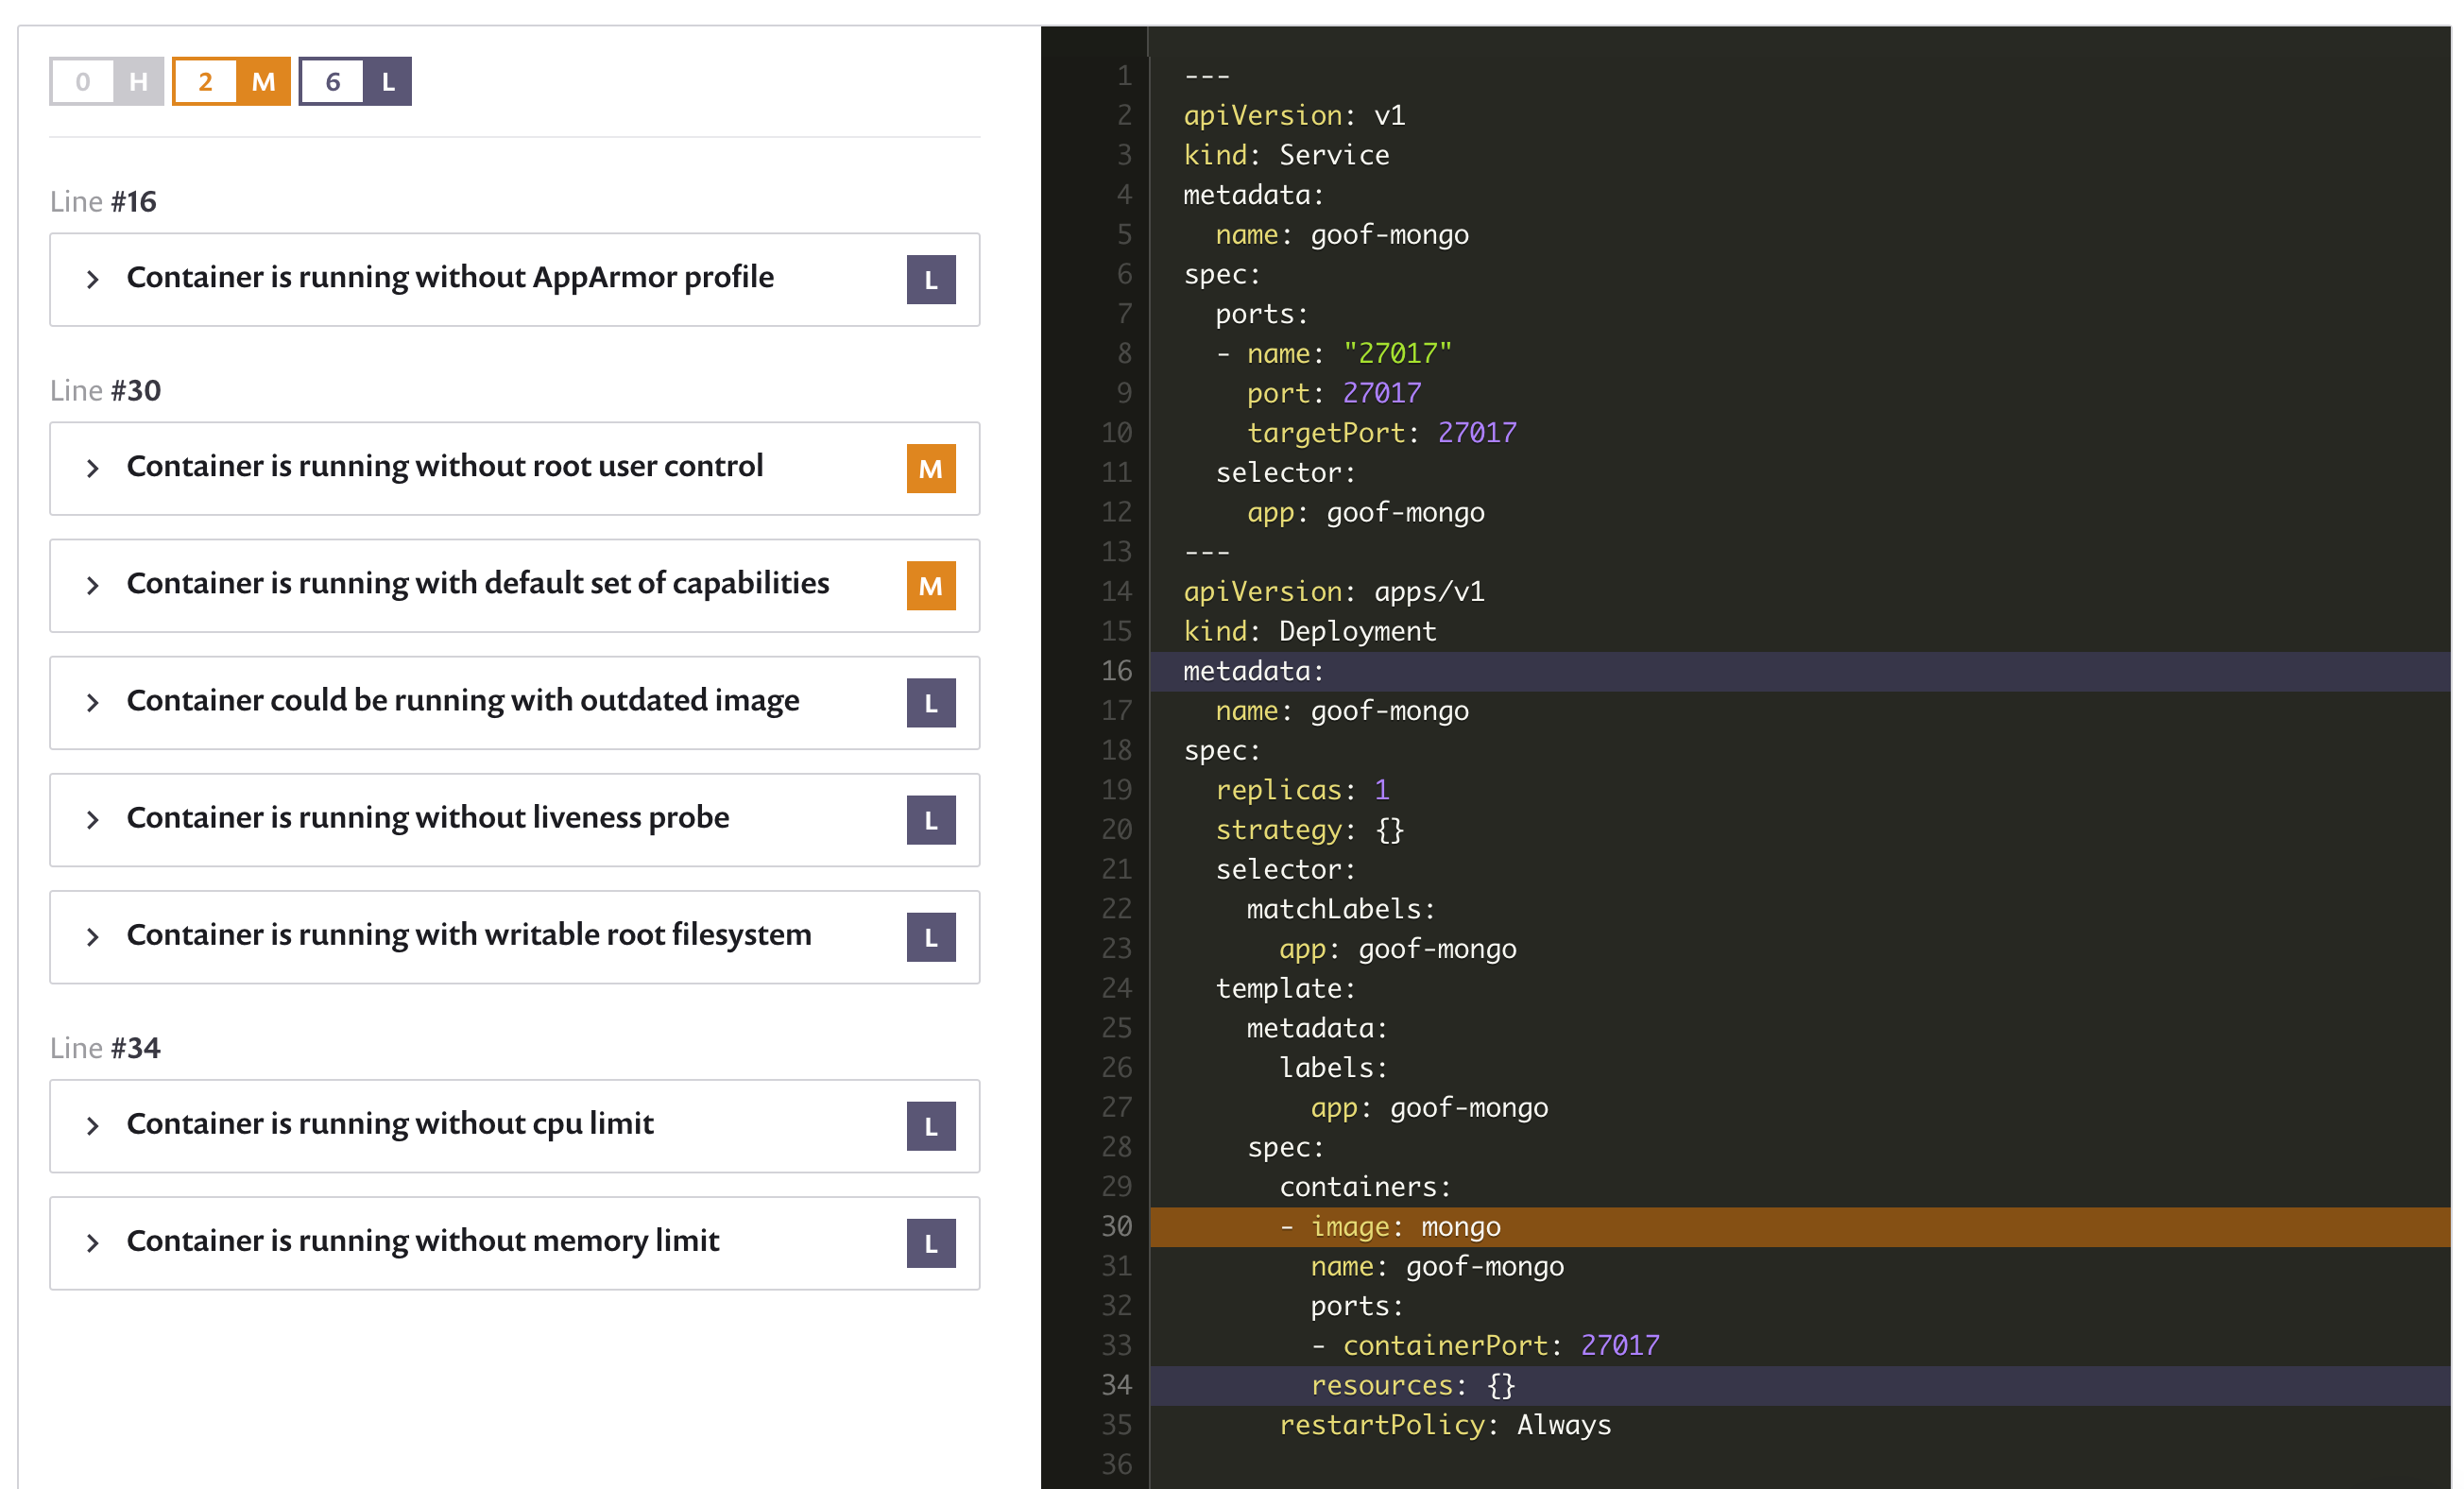 0 H 2 M 6 L
Line #16
Container is running without AppArmor profile L
Line #30
Container is running without root user control M
Container is running with default set of capabilities M
Container could be running with outdated image L
Container is running without liveness probe L
Container is running with writable root filesystem L
Line #34
Container is running without cpu limit L
Container is running without memory limit L
1 ---
2 apiVersion: v1
3 kind: Service
4 metadata:
5   name: goof-mongo
6 spec:
7   ports:
8   - name: "27017"
9     port: 27017
10     targetPort: 27017
11   selector:
12     app: goof-mongo
13 ---
14 apiVersion: apps/v1
15 kind: Deployment
16 metadata:
17   name: goof-mongo
18 spec:
19   replicas: 1
20   strategy: {}
21   selector:
22     matchLabels:
23       app: goof-mongo
24   template:
25     metadata:
26       labels:
27         app: goof-mongo
28     spec:
29       containers:
30       - image: mongo
31         name: goof-mongo
32         ports:
33         - containerPort: 27017
34         resources: {}
35       restartPolicy: Always
36